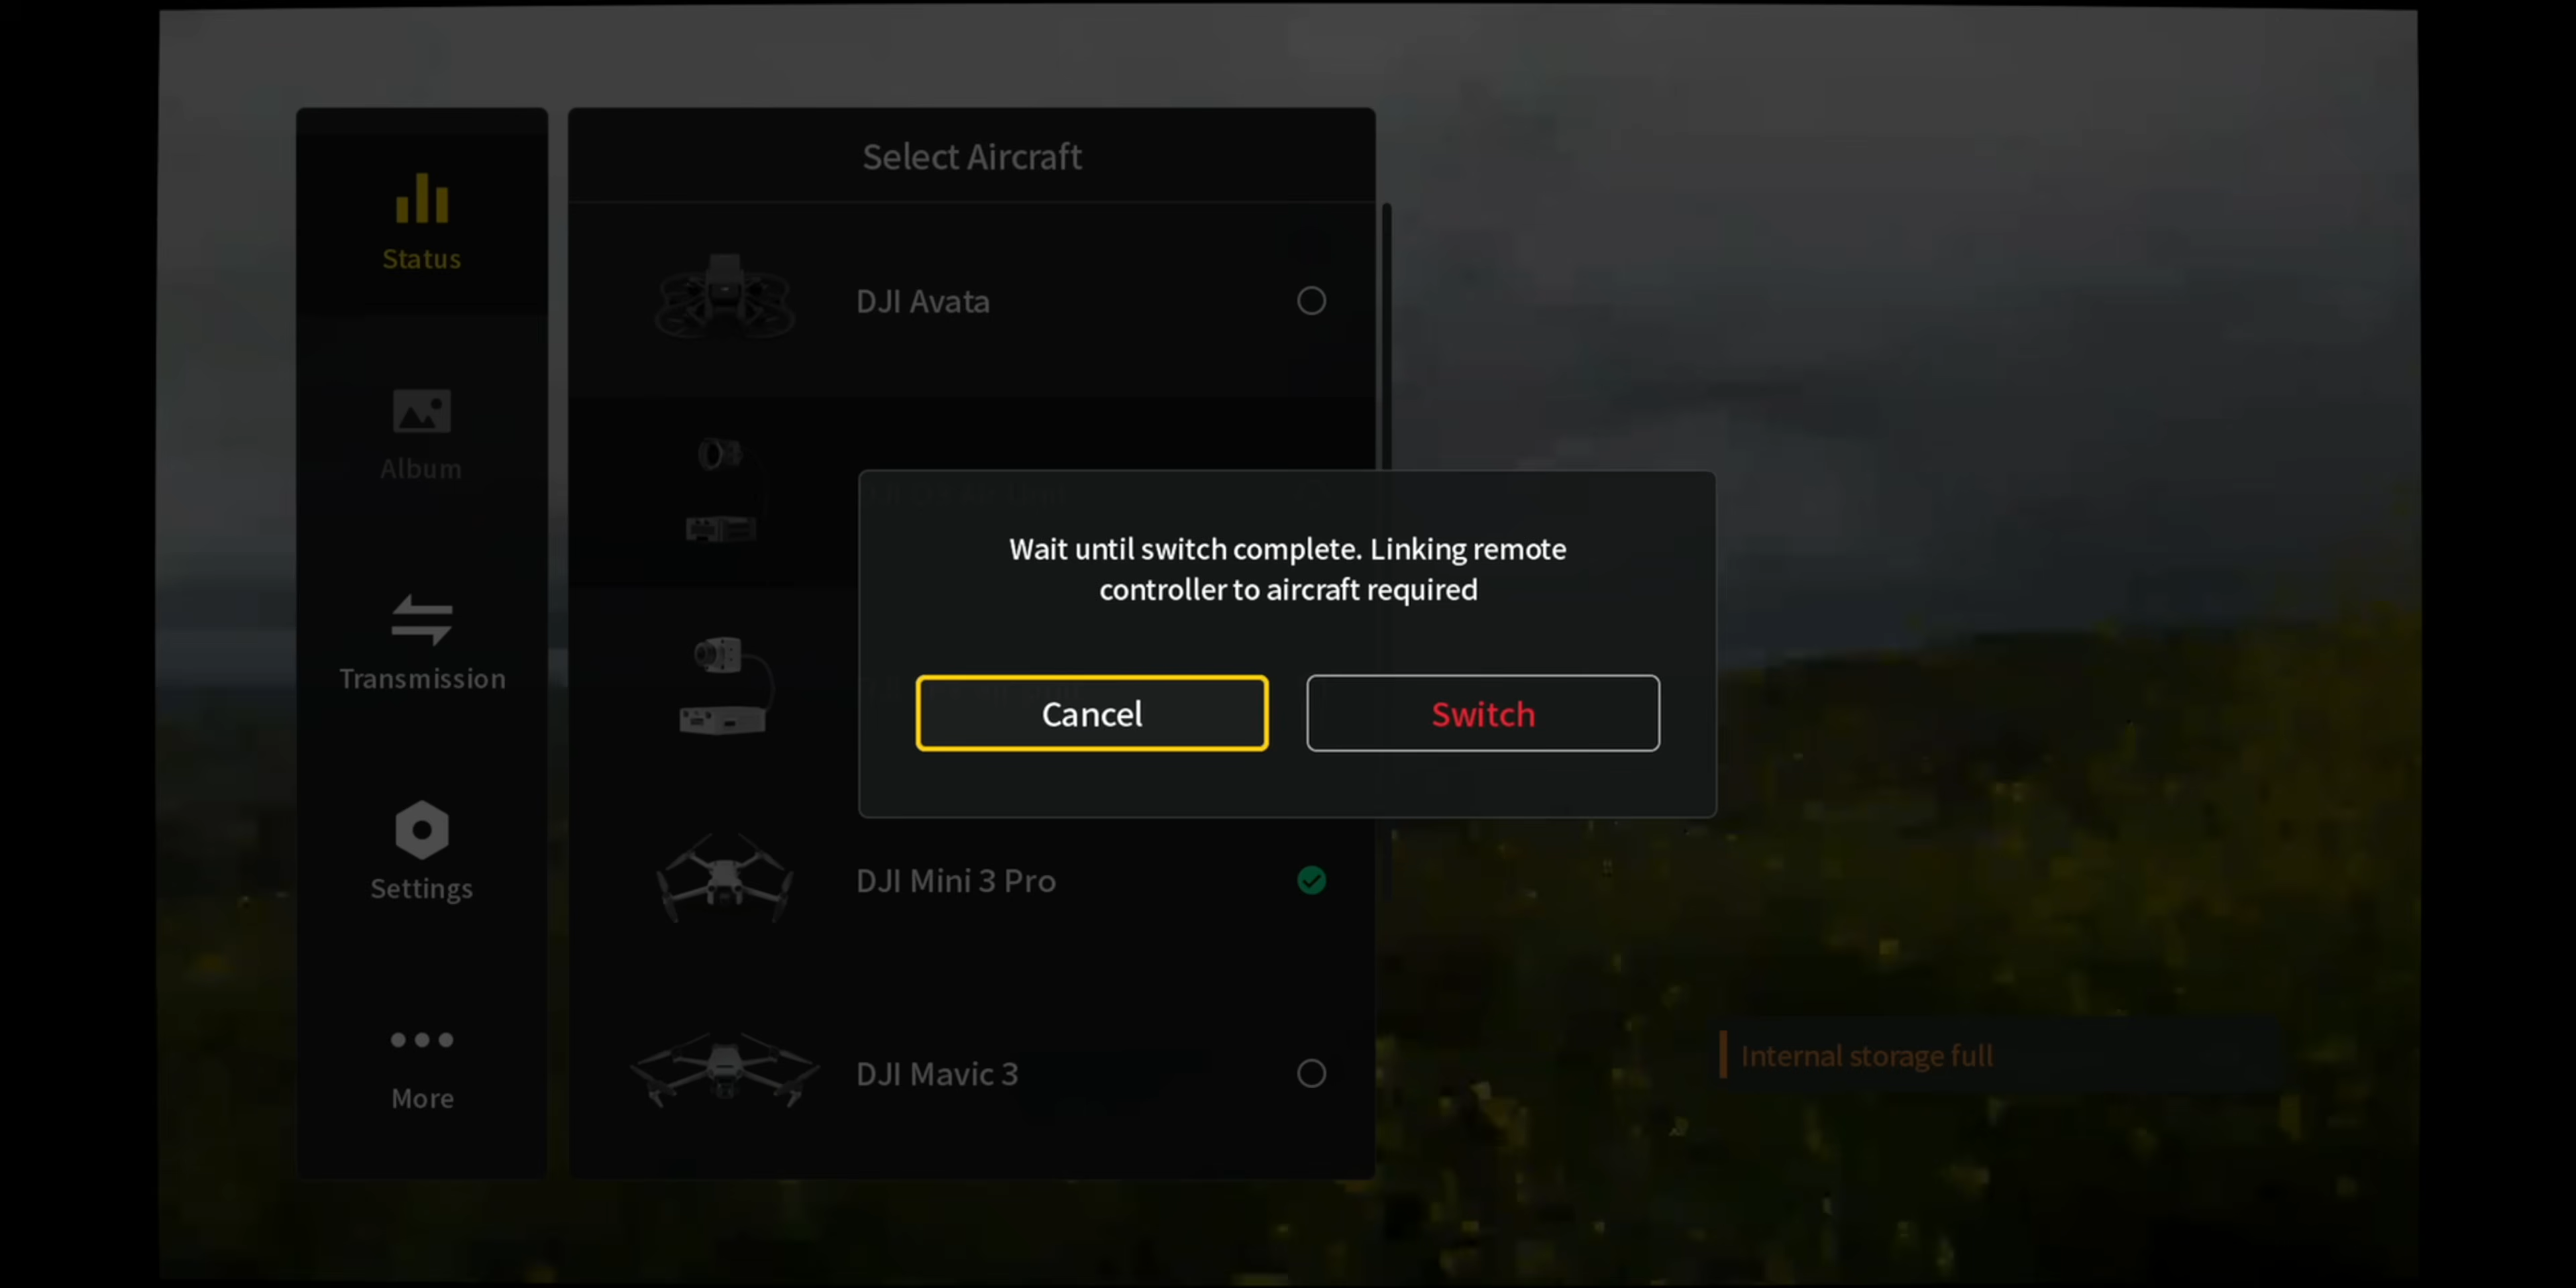 Select Aircraft
Status
DJI Avata
Album
Wait until switch complete. Linking remote
controller to aircraft required
Transmission
Cancel
Switch
Settings
DJI Mini 3 Pro
Internal storage full
More
DJI Mavic 3